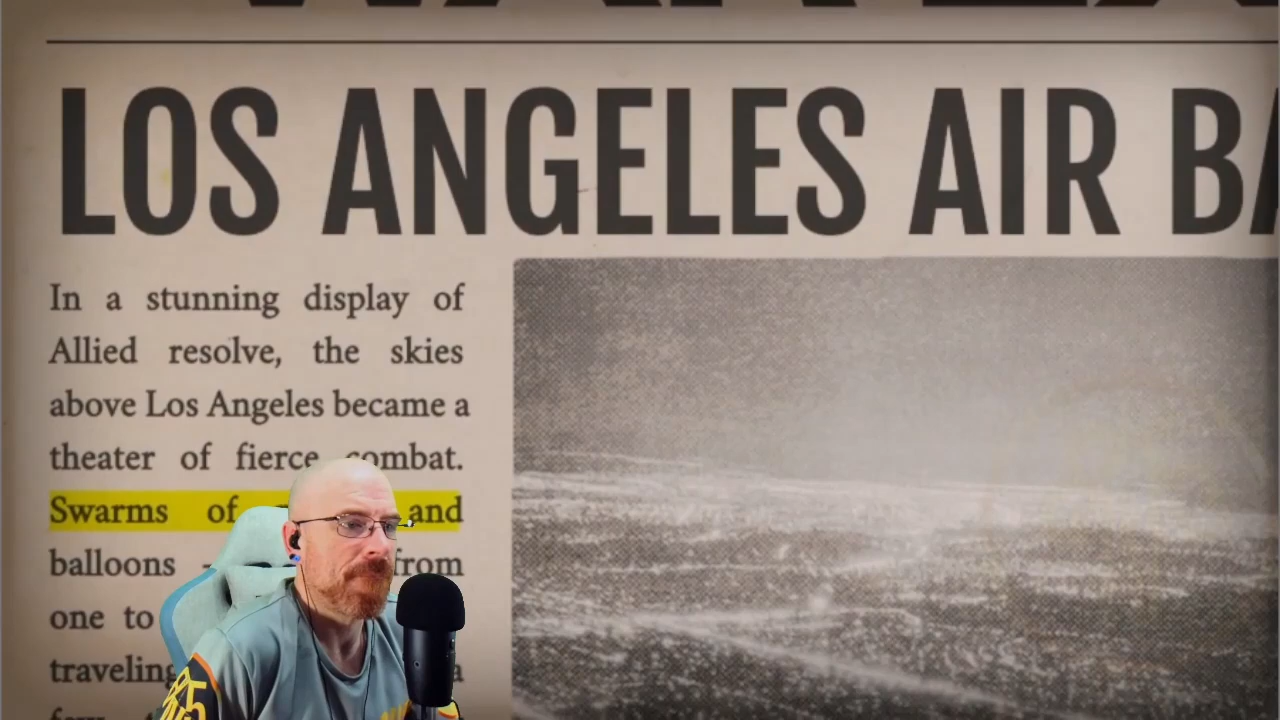 LOS ANGELES AIR
In a stunning display of
Allied resolve, the skies
above Los Angeles became a
theater of fierce combat.
Swarms of and
balloons from
one to
traveling a